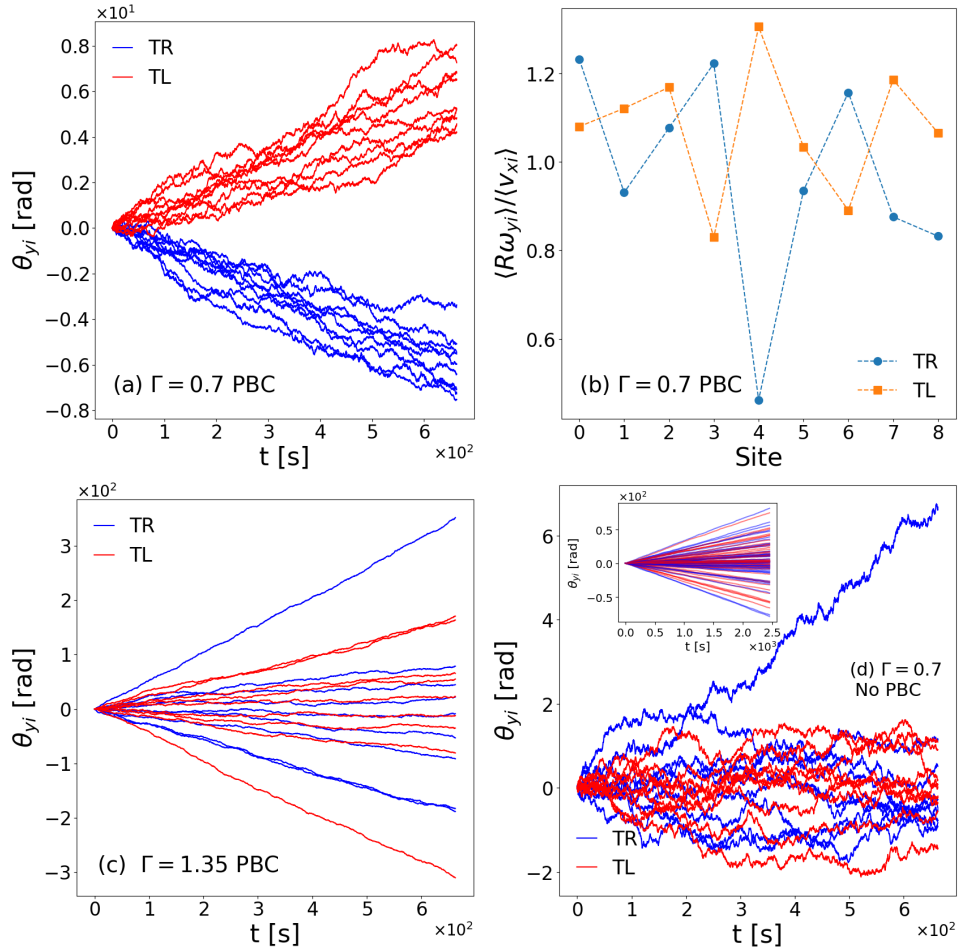 ×10¹
0.8
0.6
0.4
0.2
0.0
−0.2
−0.4
−0.6
−0.8
θyi [rad]
TR
TL
(a) Γ = 0.7 PBC
0 1 2 3 4 5 6
t [s]
×10²
1.2
1.0
0.8
0.6
⟨Rωyi⟩/⟨vxi⟩
(b) Γ = 0.7 PBC
TR
TL
0 1 2 3 4 5 6 7 8
Site
×10²
3
2
1
0
−1
−2
−3
θyi [rad]
TR
TL
(c) Γ = 1.35 PBC
0 1 2 3 4 5 6
t [s]
×10²
6
4
2
0
−2
θyi [rad]
×10²
0.5
0.0
−0.5
θyi [rad]
0.0 0.5 1.0 1.5 2.0 2.5
t [s]
×10³
(d) Γ = 0.7
No PBC
TR
TL
0 1 2 3 4 5 6
t [s]
×10²